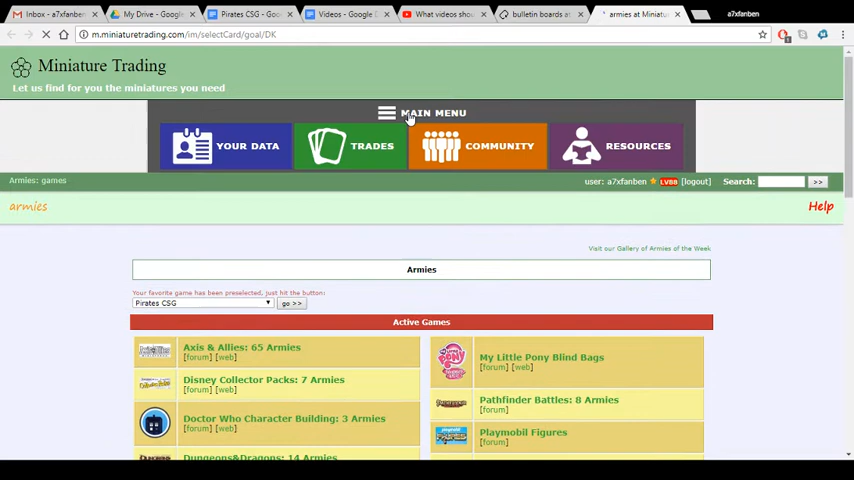 Inbox - a7xfanben
My Drive - Google
Pirates CSG - Goo
Videos - Google D
What videos shou
bulletin boards at
armies at Miniatur
a7xfanben
m.miniaturetrading.com/im/selectCard/goal/DK
Miniature Trading
Let us find for you the miniatures you need
MAIN MENU
YOUR DATA
TRADES
COMMUNITY
RESOURCES
Armies: games
user: a7xfanben LV88 [logout]
Search: >>
armies
Help
Visit our Gallery of Armies of the Week
Armies
Your favorite game has been preselected, just hit the button:
Pirates CSG
go >>
Active Games
Axis & Allies: 65 Armies
[forum] [web]
Disney Collector Packs: 7 Armies
[forum] [web]
Doctor Who Character Building: 3 Armies
[forum] [web]
Dungeons&Dragons: 14 Armies
My Little Pony Blind Bags
[forum] [web]
Pathfinder Battles: 8 Armies
[forum]
Playmobil Figures
[forum]